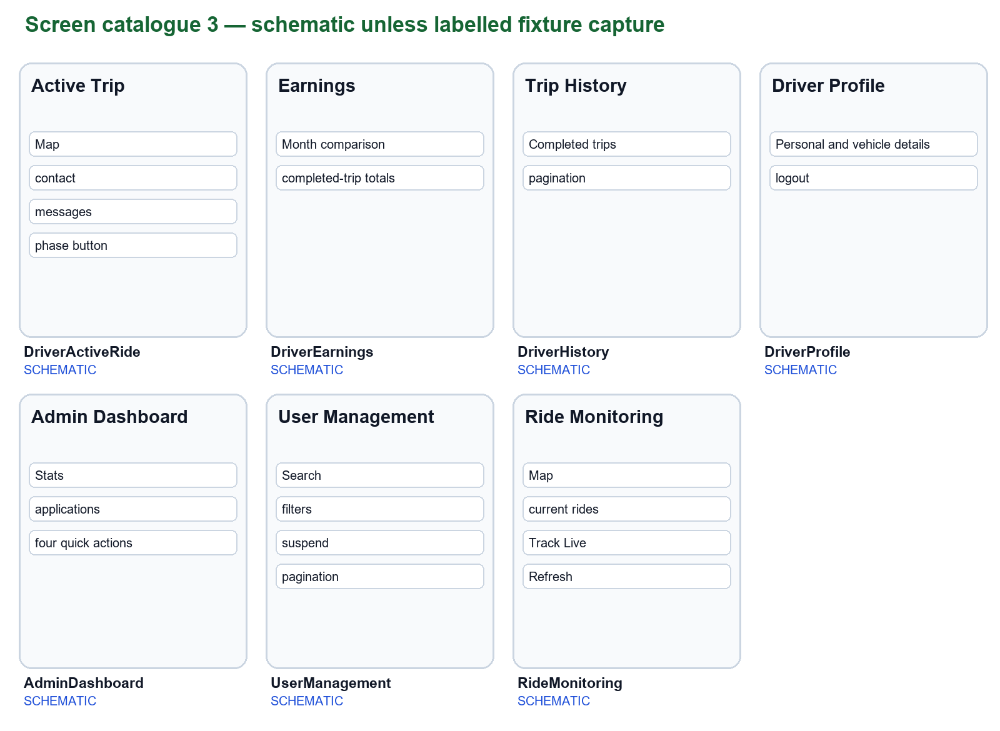 Screen catalogue 3 — schematic unless labelled fixture capture
Active Trip
Map
contact
messages
phase button
DriverActiveRide
SCHEMATIC
Earnings
Month comparison
completed-trip totals
DriverEarnings
SCHEMATIC
Trip History
Completed trips
pagination
DriverHistory
SCHEMATIC
Driver Profile
Personal and vehicle details
logout
DriverProfile
SCHEMATIC
Admin Dashboard
Stats
applications
four quick actions
AdminDashboard
SCHEMATIC
User Management
Search
filters
suspend
pagination
UserManagement
SCHEMATIC
Ride Monitoring
Map
current rides
Track Live
Refresh
RideMonitoring
SCHEMATIC